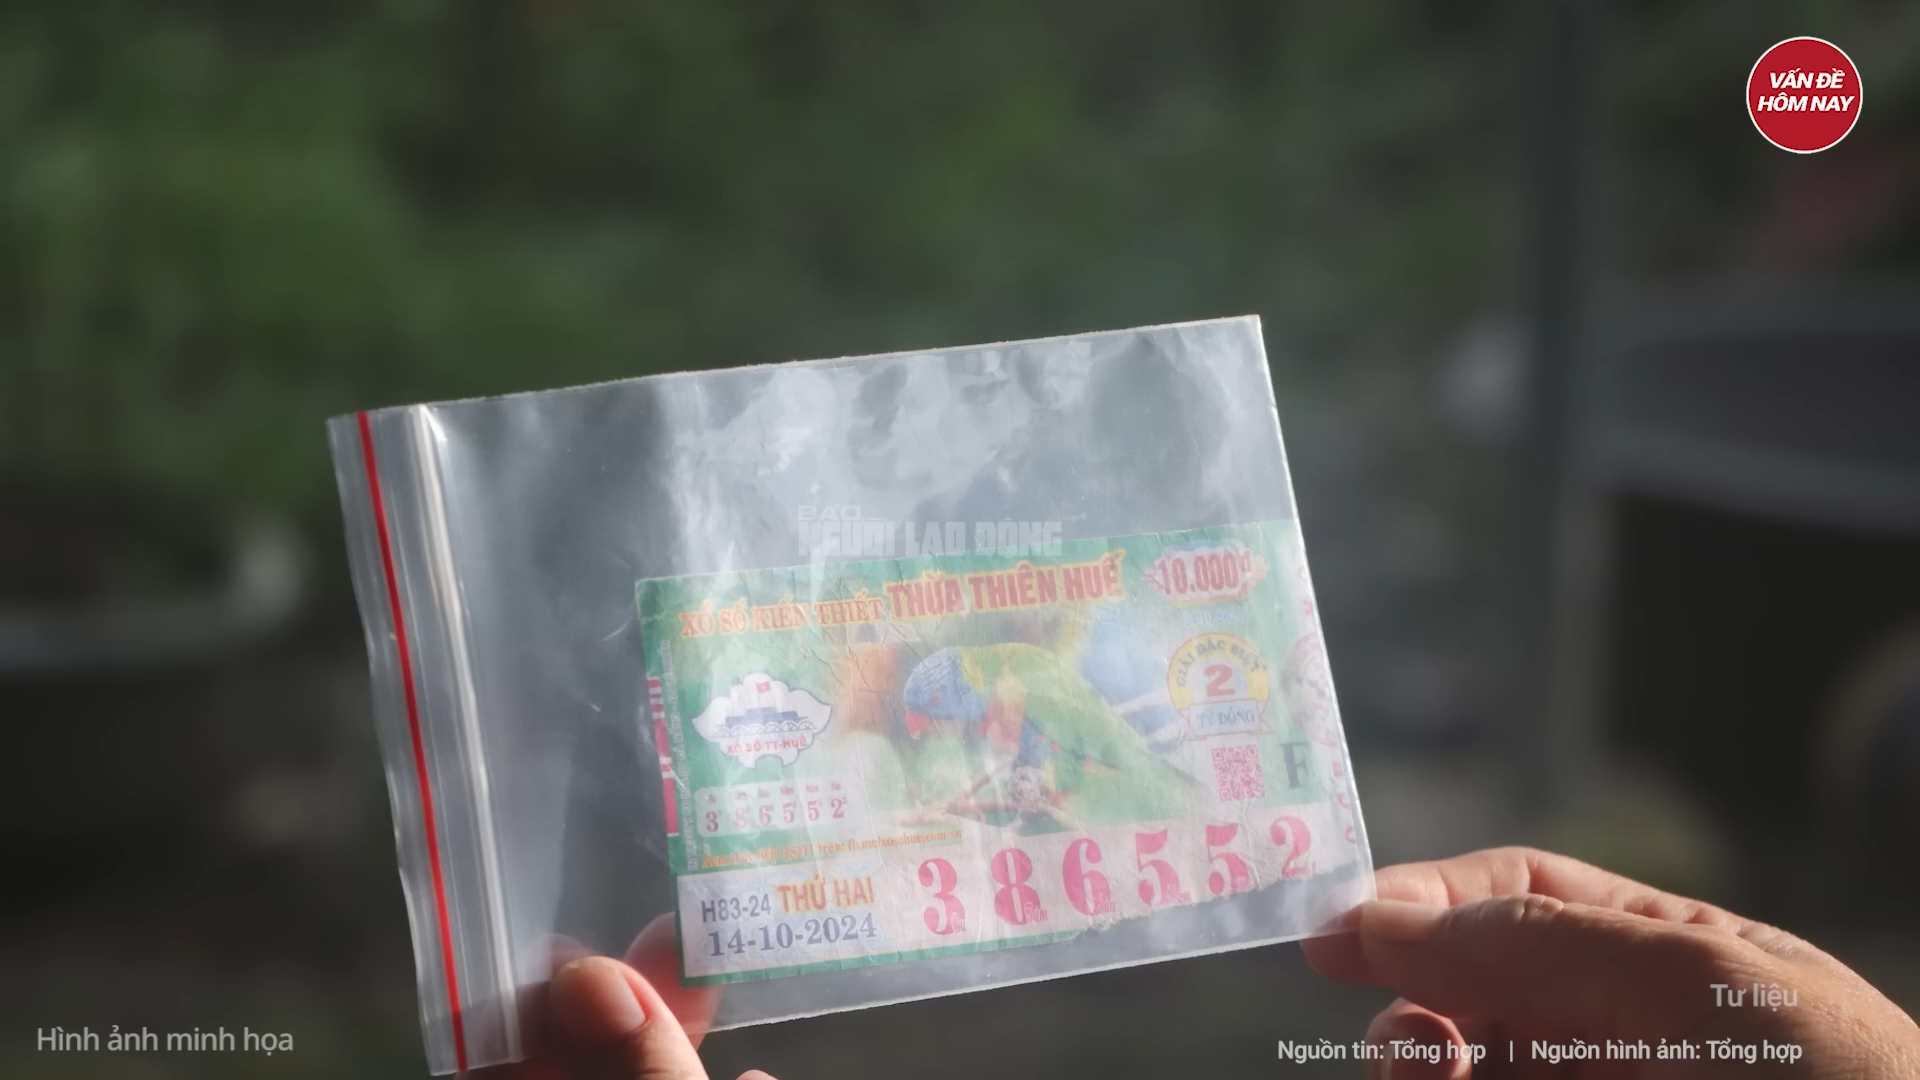 VẤN ĐỀ
HÔM NAY
BÁO
NGƯỜI LAO ĐỘNG
XỔ SỐ KIẾN THIẾT THỪA THIÊN HUẾ
10.000đ
GIẢI ĐẶC BIỆT
2
TỶ ĐỒNG
XỔ SỐ TT-HUẾ
F
3 8 6 5 5 2
H83-24 THỨ HAI
14-10-2024
3 8 6 5 5 2
Tư liệu
Hình ảnh minh họa
Nguồn tin: Tổng hợp | Nguồn hình ảnh: Tổng hợp